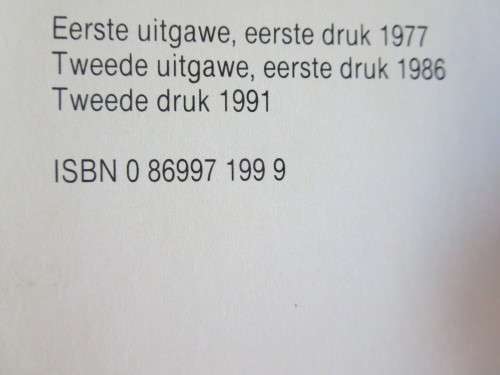 Eerste uitgawe, eerste druk 1977
Tweede uitgawe, eerste druk 1986
Tweede druk 1991
ISBN 0 86997 199 9